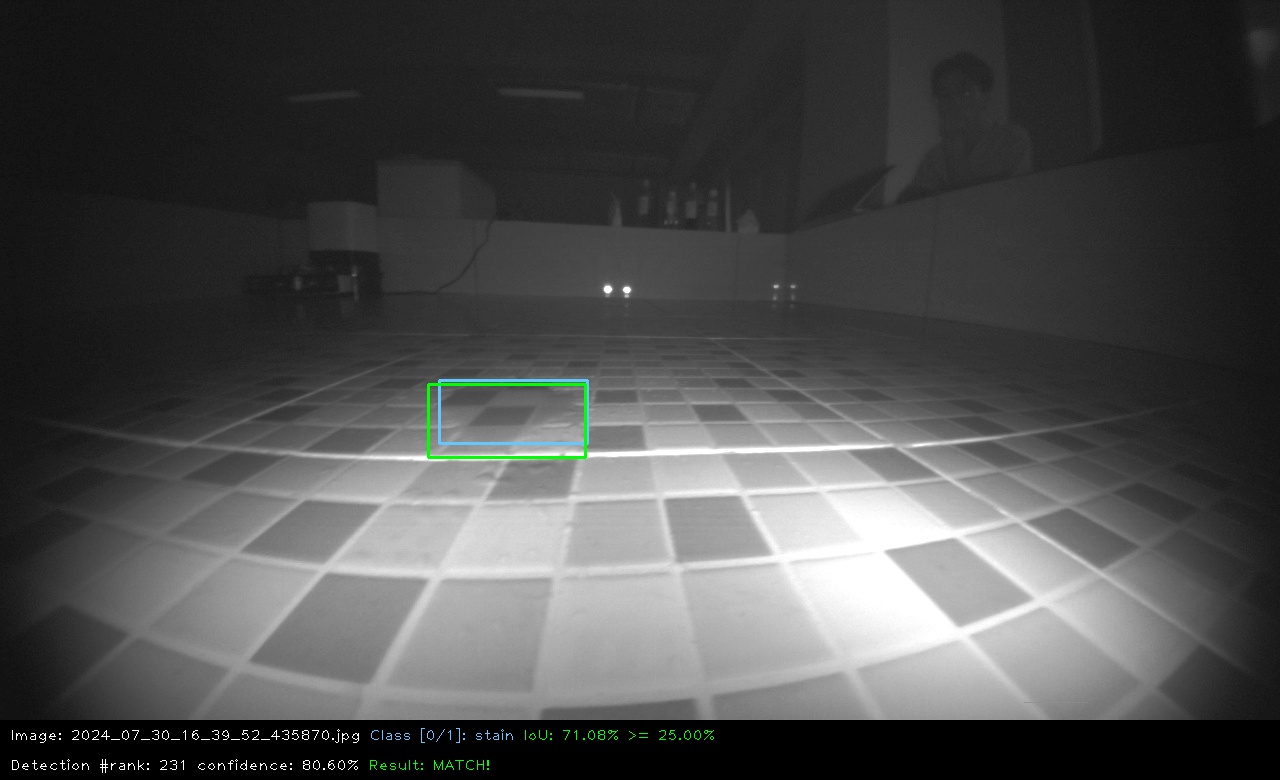 Image: 2024_07_30_16_39_52_435870.jpg Class [0/1]: stain IoU: 71.08% >= 25.00%
Detection #rank: 231 confidence: 80.60% Result: MATCH!